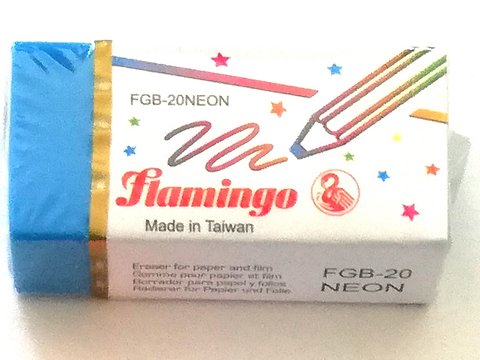 FGB-20NEON
flamingo
Made in Taiwan
Eraser for paper and film
Gomme pour papier et film
Borrador para papel y follos
Radierer für Papier und Folie
FGB-20
NEON